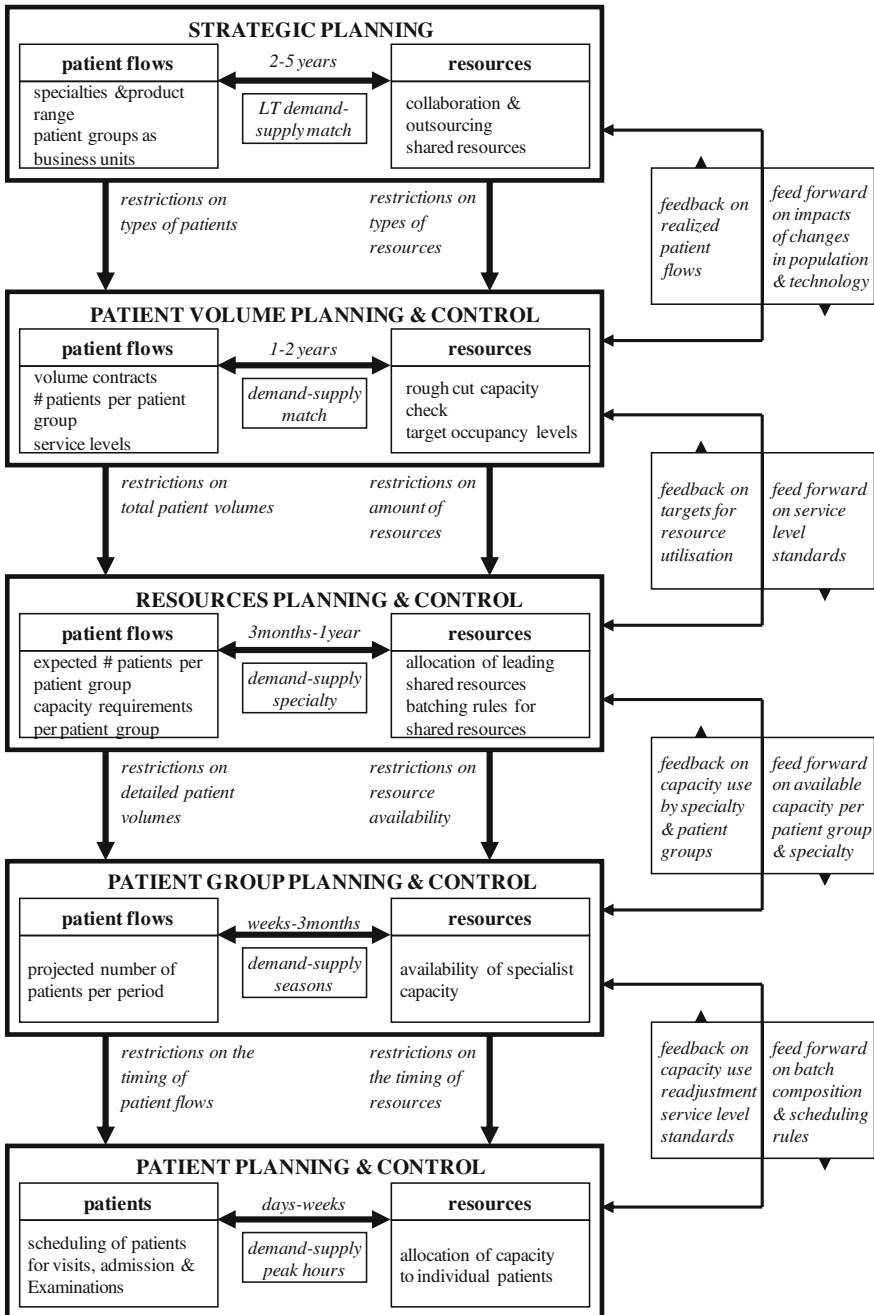 STRATEGIC PLANNING
patient flows
specialties &product
range
patient groups as
business units
2-5 years
LT demand-
supply match
resources
collaboration &
outsourcing
shared resources
restrictions on
types of patients
restrictions on
types of
resources
feedback on
realized
patient
flows
feed forward
on impacts
of changes
in population
& technology
PATIENT VOLUME PLANNING & CONTROL
patient flows
volume contracts
# patients per patient
group
service levels
1-2 years
demand-supply
match
resources
rough cut capacity
check
target occupancy levels
restrictions on
total patient volumes
restrictions on
amount of
resources
feedback on
targets for
resource
utilisation
feed forward
on service
level
standards
RESOURCES PLANNING & CONTROL
patient flows
expected # patients per
patient group
capacity requirements
per patient group
3months-1year
demand-supply
specialty
resources
allocation of leading
shared resources
batching rules for
shared resources
restrictions on
detailed patient
volumes
restrictions on
resource
availability
feedback on
capacity use
by specialty
& patient
groups
feed forward
on available
capacity per
patient group
& specialty
PATIENT GROUP PLANNING & CONTROL
patient flows
projected number of
patients per period
weeks-3months
demand-supply
seasons
resources
availability of specialist
capacity
restrictions on the
timing of
patient flows
restrictions on
the timing of
resources
feedback on
capacity use
readjustment
service level
standards
feed forward
on batch
composition
& scheduling
rules
PATIENT PLANNING & CONTROL
patients
scheduling of patients
for visits, admission &
Examinations
days-weeks
demand-supply
peak hours
resources
allocation of capacity
to individual patients